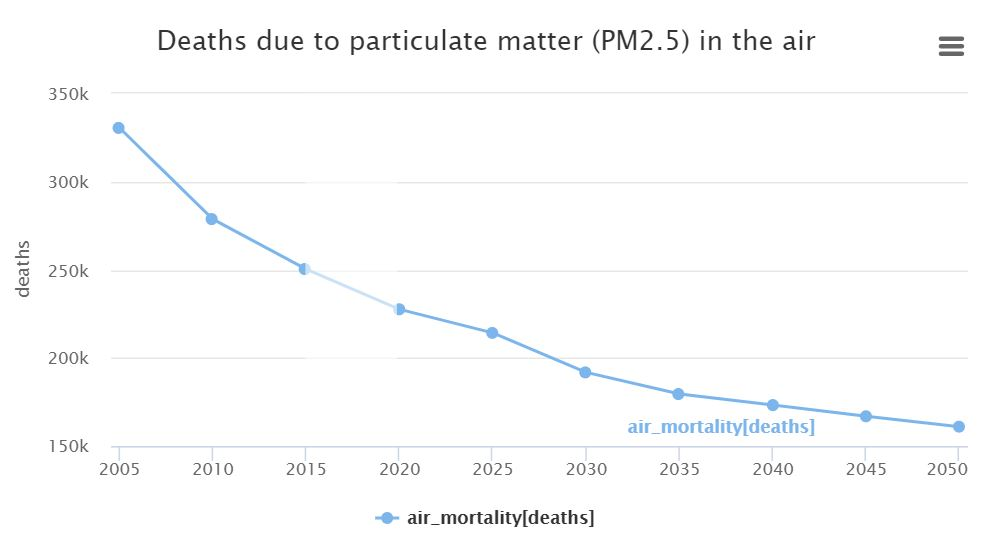 Deaths due to particulate matter (PM2.5) in the air
350k
300k
250k
200k
150k
deaths
air_mortality[deaths]
2005 2010 2015 2020 2025 2030 2035 2040 2045 2050
air_mortality[deaths]